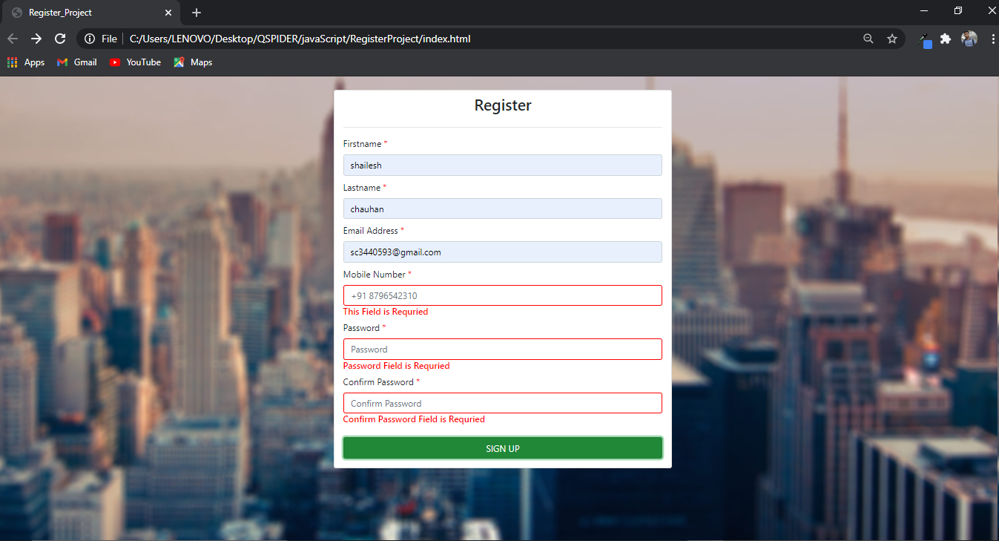 Register_Project
File C:/Users/LENOVO/Desktop/QSPIDER/javaScript/RegisterProject/index.html
Apps Gmail YouTube Maps
Register
Firstname *
shailesh
Lastname *
chauhan
Email Address *
sc3440593@gmail.com
Mobile Number *
+91 8796542310
This Field is Requried
Password *
Password
Password Field is Requried
Confirm Password *
Confirm Password
Confirm Password Field is Requried
SIGN UP